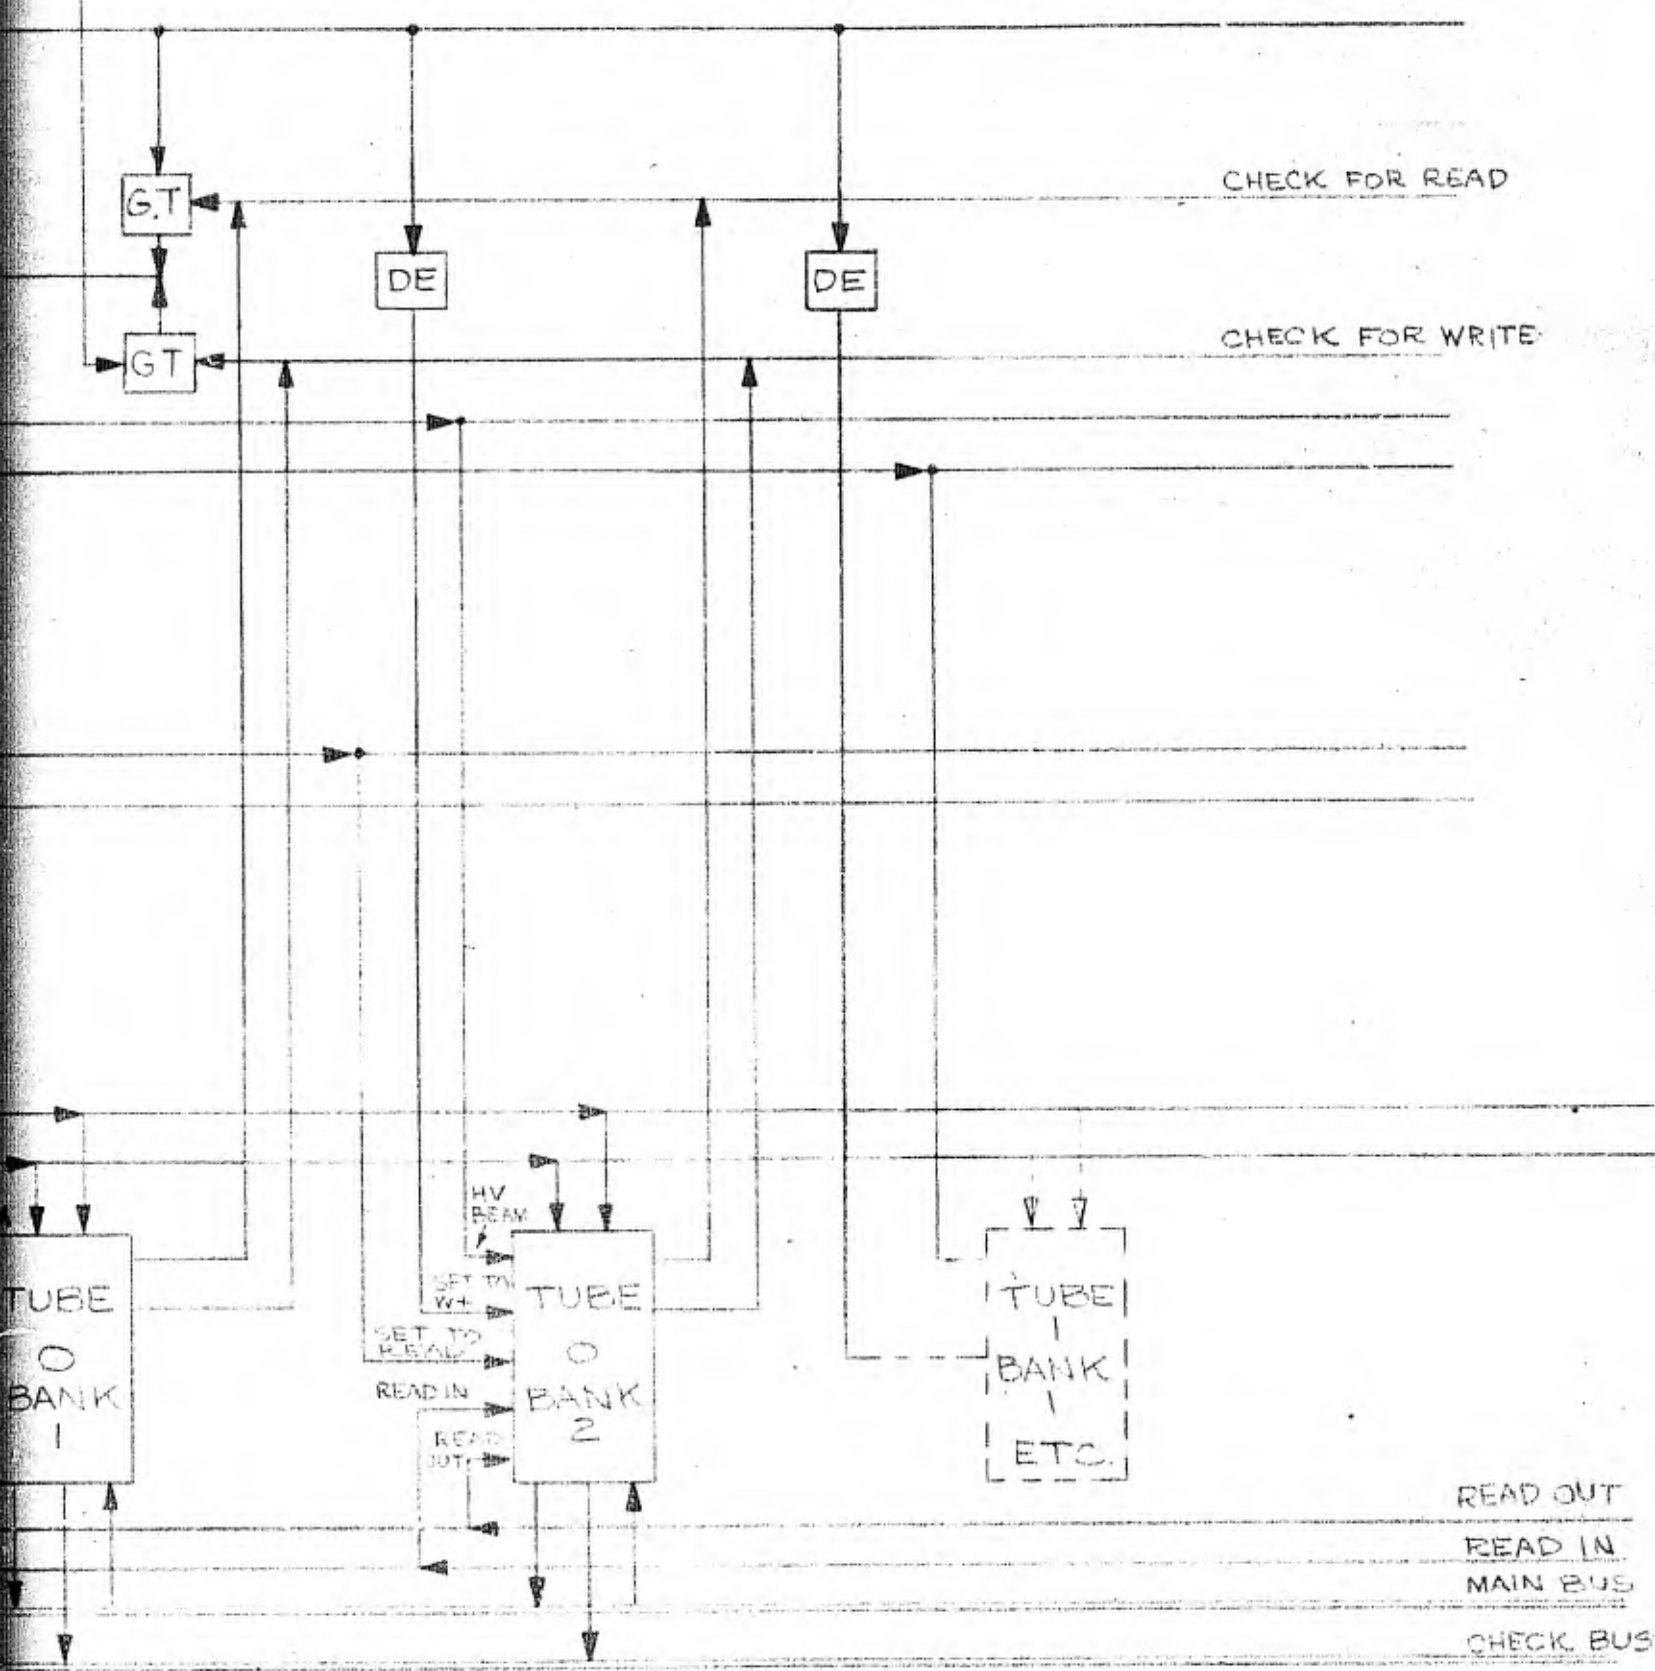 CHECK FOR READ
G.T
DE
DE
CHECK FOR WRITE
GT
HV
BEAM
SET TO
W+
SET TO
READ
READ IN
READ
OUT
TUBE
0
BANK
1
TUBE
0
BANK
2
TUBE
1
BANK
1
ETC.
READ OUT
READ IN
MAIN BUS
CHECK BUS